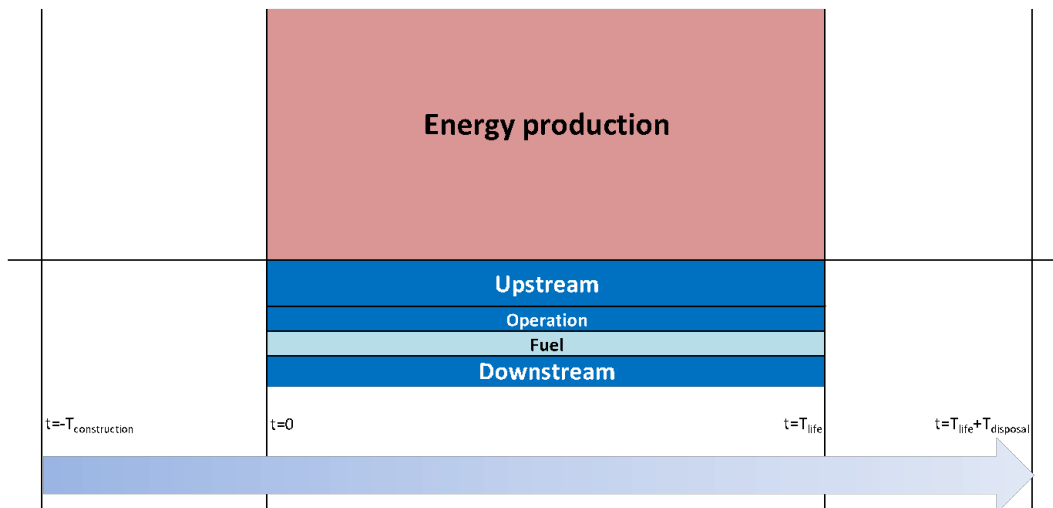 Energy production
Upstream
Operation
Fuel
Downstream
t=-Tconstruction
t=0
t=Tlife
t=Tlife+Tdisposal